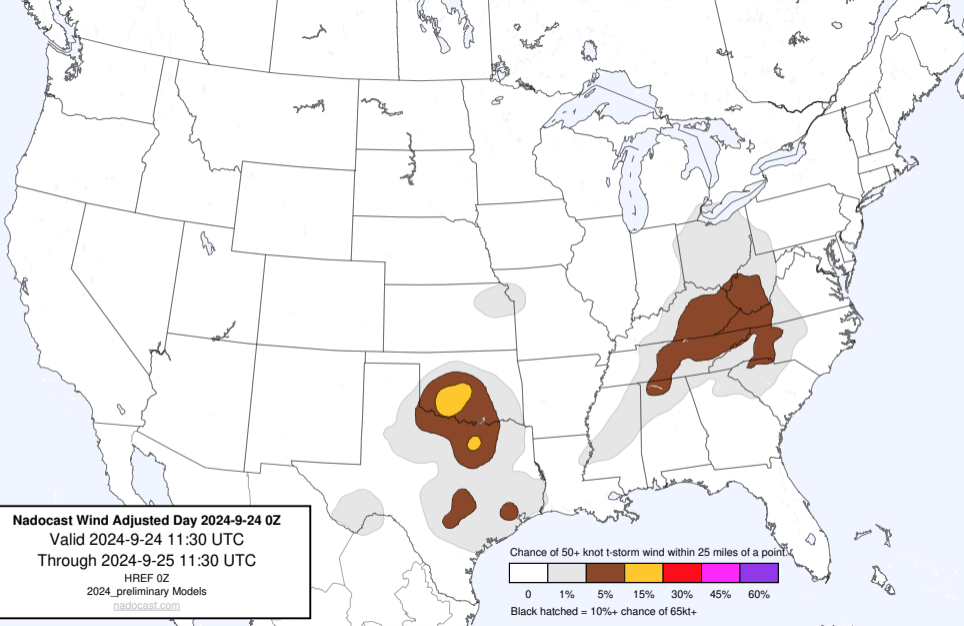 Nadocast Wind Adjusted Day 2024-9-24 0Z
Valid 2024-9-24 11:30 UTC
Through 2024-9-25 11:30 UTC
HREF 0Z
2024_preliminary Models
nadocast.com
Chance of 50+ knot t-storm wind within 25 miles of a point.
0 1% 5% 15% 30% 45% 60%
Black hatched = 10%+ chance of 65kt+